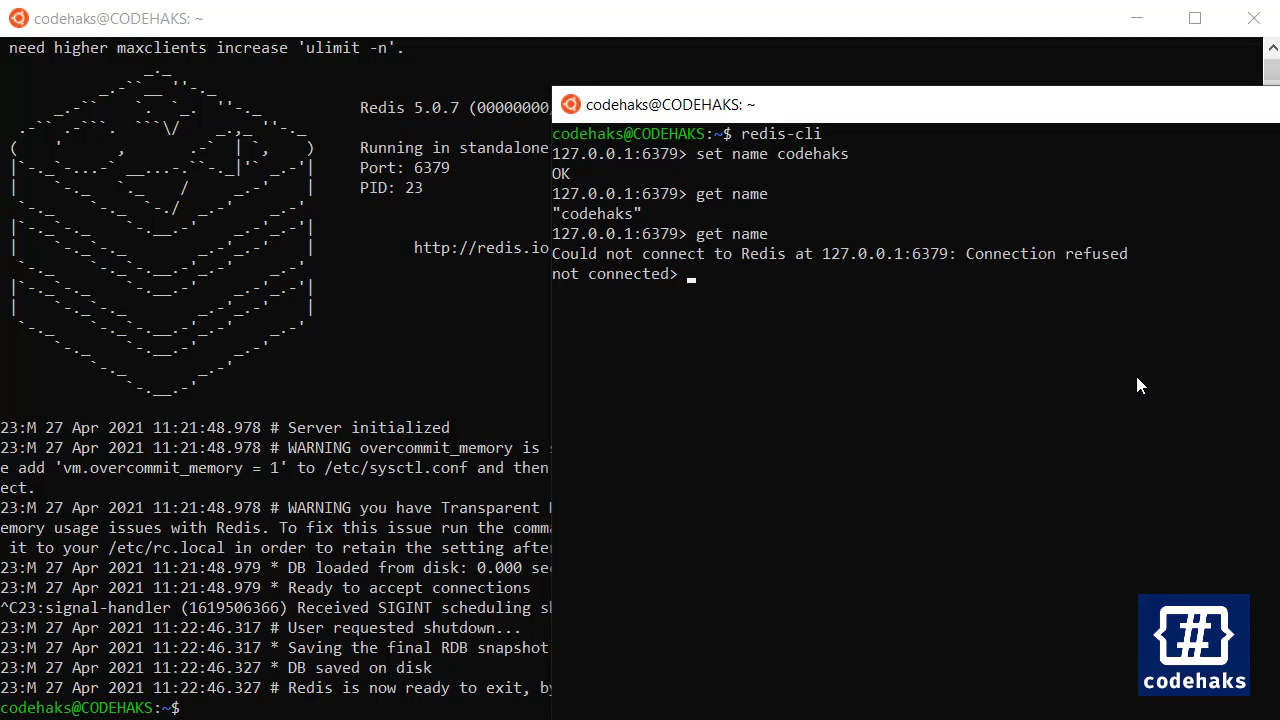 codehaks@CODEHAKS: ~
need higher maxclients increase 'ulimit -n'.
Redis 5.0.7 (00000000
Running in standalone
Port: 6379
PID: 23
http://redis.io
23:M 27 Apr 2021 11:21:48.978 # Server initialized
23:M 27 Apr 2021 11:21:48.978 # WARNING overcommit_memory is
e add 'vm.overcommit_memory = 1' to /etc/sysctl.conf and then
ect.
23:M 27 Apr 2021 11:21:48.978 # WARNING you have Transparent
emory usage issues with Redis. To fix this issue run the comm
it to your /etc/rc.local in order to retain the setting afte
23:M 27 Apr 2021 11:21:48.979 * DB loaded from disk: 0.000 sec
23:M 27 Apr 2021 11:21:48.979 * Ready to accept connections
^C23:signal-handler (1619506366) Received SIGINT scheduling s
23:M 27 Apr 2021 11:22:46.317 # User requested shutdown...
23:M 27 Apr 2021 11:22:46.317 * Saving the final RDB snapshot
23:M 27 Apr 2021 11:22:46.327 * DB saved on disk
23:M 27 Apr 2021 11:22:46.327 # Redis is now ready to exit, by
codehaks@CODEHAKS:~$
codehaks@CODEHAKS: ~
codehaks@CODEHAKS:~$ redis-cli
127.0.0.1:6379> set name codehaks
OK
127.0.0.1:6379> get name
"codehaks"
127.0.0.1:6379> get name
Could not connect to Redis at 127.0.0.1:6379: Connection refused
not connected>
{#}
codehaks